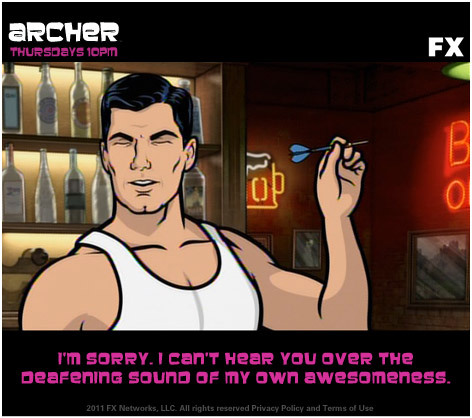 ARCHER
THURSDAYS 10PM
FX
B
O
I'M SORRY. I CAN'T HEAR YOU OVER THE
DEAFENING SOUND OF MY OWN AWESOMENESS.
2011 FX Networks, LLC. All rights reserved Privacy Policy and Terms of Use